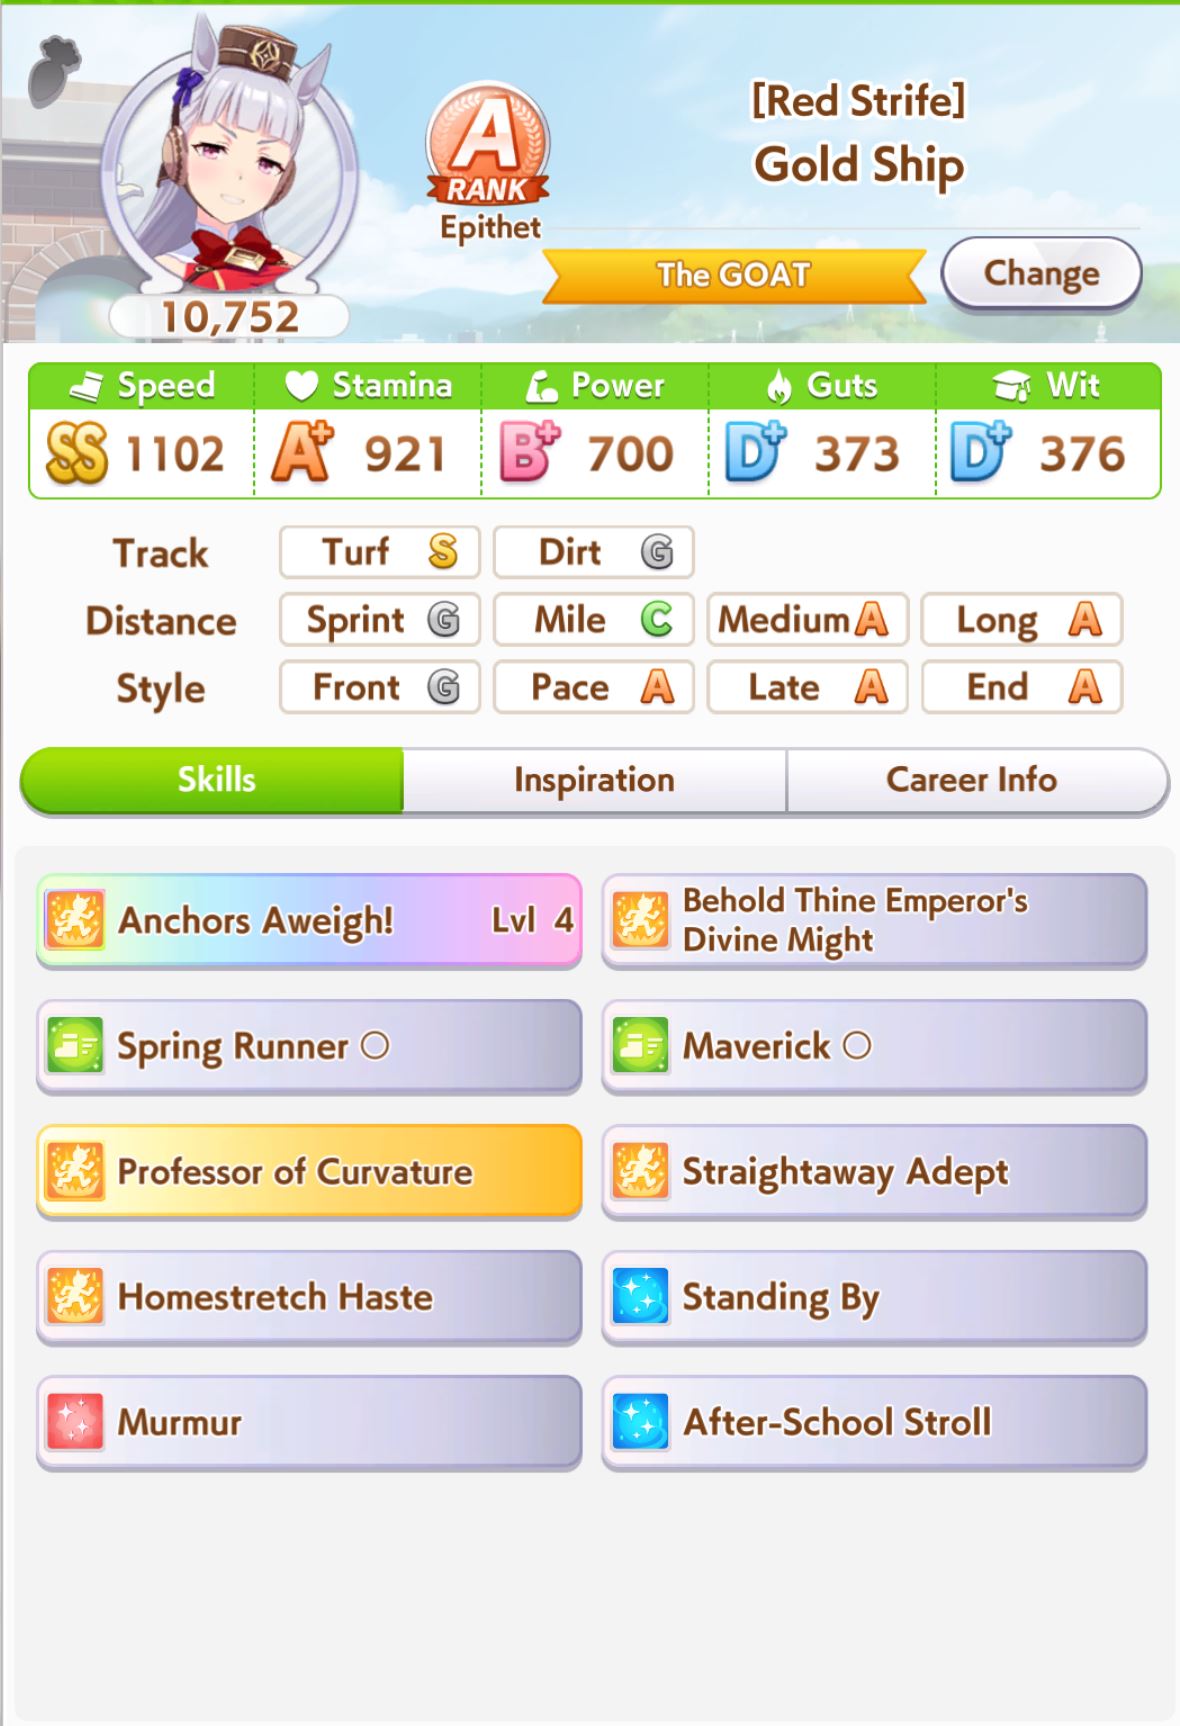 [Red Strife]
Gold Ship
A
RANK
Epithet
The GOAT
Change
10,752
Speed Stamina Power Guts Wit
SS 1102 A+ 921 B+ 700 D+ 373 D+ 376
Track Turf S Dirt G
Distance Sprint G Mile C Medium A Long A
Style Front G Pace A Late A End A
Skills Inspiration Career Info
Anchors Aweigh! Lvl 4
Behold Thine Emperor's
Divine Might
Spring Runner ○
Maverick ○
Professor of Curvature
Straightaway Adept
Homestretch Haste
Standing By
Murmur
After-School Stroll